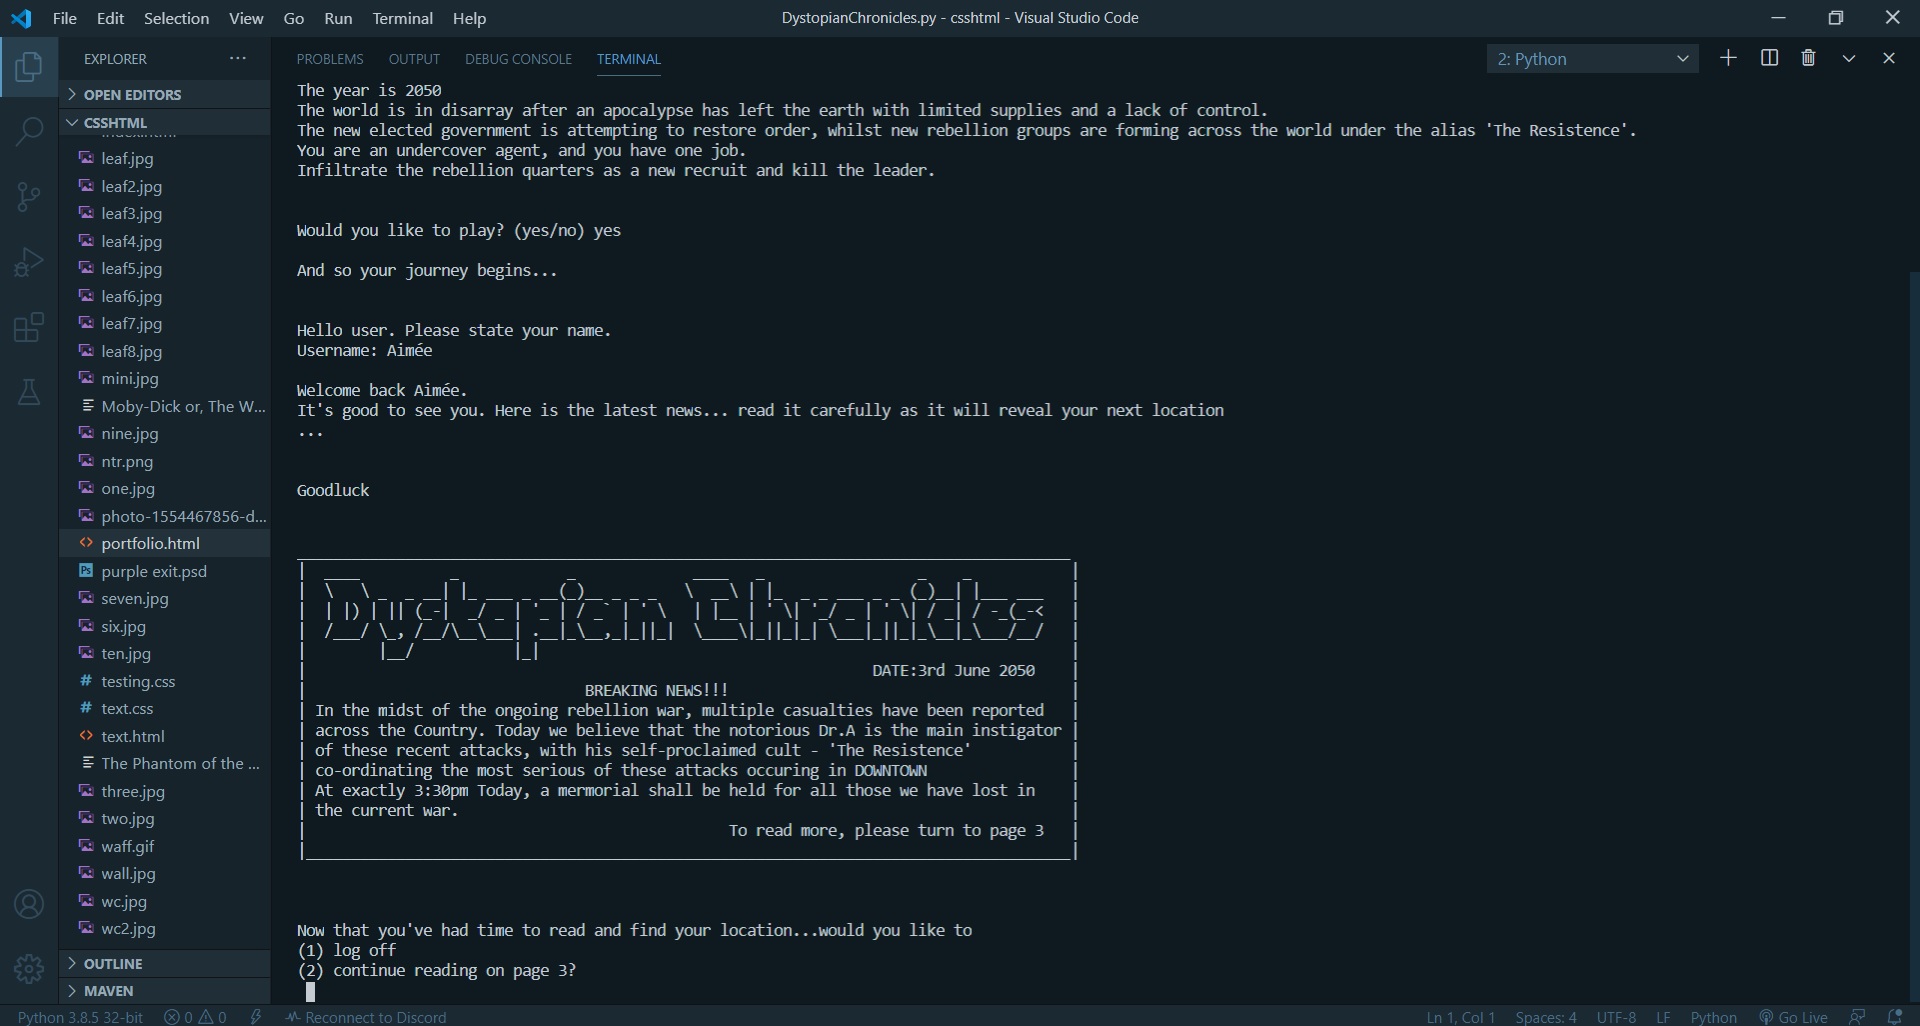 File Edit Selection View Go Run Terminal Help
DystopianChronicles.py - csshtml - Visual Studio Code
EXPLORER ...
OPEN EDITORS
CSSHTML
leaf.jpg
leaf2.jpg
leaf3.jpg
leaf4.jpg
leaf5.jpg
leaf6.jpg
leaf7.jpg
leaf8.jpg
mini.jpg
Moby-Dick or, The W...
nine.jpg
ntr.png
one.jpg
photo-1554467856-d...
portfolio.html
Ps purple exit.psd
seven.jpg
six.jpg
ten.jpg
# testing.css
# text.css
text.html
The Phantom of the ...
three.jpg
two.jpg
waff.gif
wall.jpg
wc.jpg
wc2.jpg
OUTLINE
MAVEN
PROBLEMS OUTPUT DEBUG CONSOLE TERMINAL
2: Python
The year is 2050
The world is in disarray after an apocalypse has left the earth with limited supplies and a lack of control.
The new elected government is attempting to restore order, whilst new rebellion groups are forming across the world under the alias 'The Resistence'.
You are an undercover agent, and you have one job.
Infiltrate the rebellion quarters as a new recruit and kill the leader.
Would you like to play? (yes/no) yes
And so your journey begins...
Hello user. Please state your name.
Username: Aimée
Welcome back Aimée.
It's good to see you. Here is the latest news... read it carefully as it will reveal your next location
...
Goodluck
Dystopian Chronicles
DATE:3rd June 2050
BREAKING NEWS!!!
In the midst of the ongoing rebellion war, multiple casualties have been reported
across the Country. Today we believe that the notorious Dr.A is the main instigator
of these recent attacks, with his self-proclaimed cult - 'The Resistence'
co-ordinating the most serious of these attacks occuring in DOWNTOWN
At exactly 3:30pm Today, a mermorial shall be held for all those we have lost in
the current war.
To read more, please turn to page 3
Now that you've had time to read and find your location...would you like to
(1) log off
(2) continue reading on page 3?
Python 3.8.5 32-bit 0 0 Reconnect to Discord
Ln 1, Col 1 Spaces: 4 UTF-8 LF Python Go Live